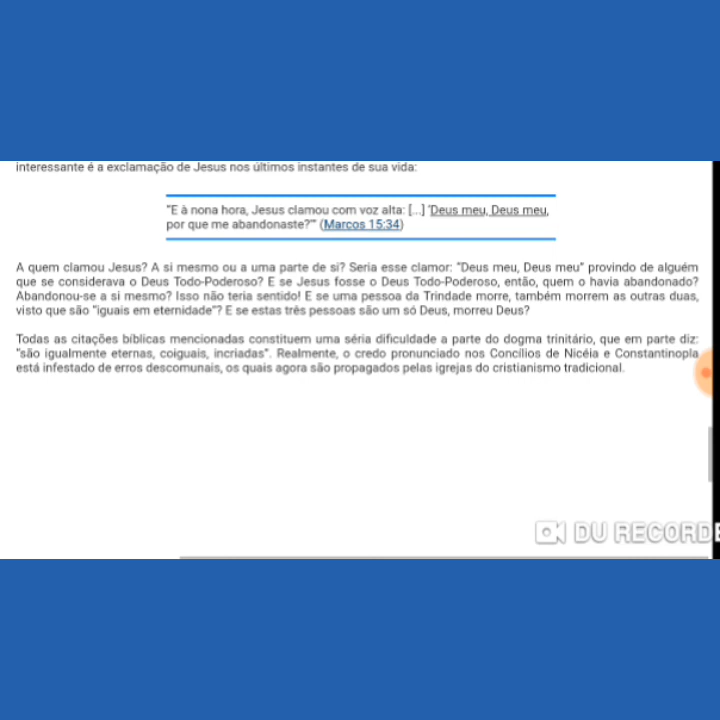 interessante é a exclamação de Jesus nos últimos instantes de sua vida:
"E à nona hora, Jesus clamou com voz alta: [...] 'Deus meu, Deus meu,
por que me abandonaste?'" (Marcos 15:34)
A quem clamou Jesus? A si mesmo ou a uma parte de si? Seria esse clamor: "Deus meu, Deus meu" provindo de alguém
que se considerava o Deus Todo-Poderoso? E se Jesus fosse o Deus Todo-Poderoso, então, quem o havia abandonado?
Abandonou-se a si mesmo? Isso não teria sentido! E se uma pessoa da Trindade morre, também morrem as outras duas,
visto que são "iguais em eternidade"? E se estas três pessoas são um só Deus, morreu Deus?
Todas as citações bíblicas mencionadas constituem uma séria dificuldade a parte do dogma trinitário, que em parte diz:
"são igualmente eternas, coiguais, incriadas". Realmente, o credo pronunciado nos Concílios de Nicéia e Constantinopla
está infestado de erros descomunais, os quais agora são propagados pelas igrejas do cristianismo tradicional.
DU RECORDE